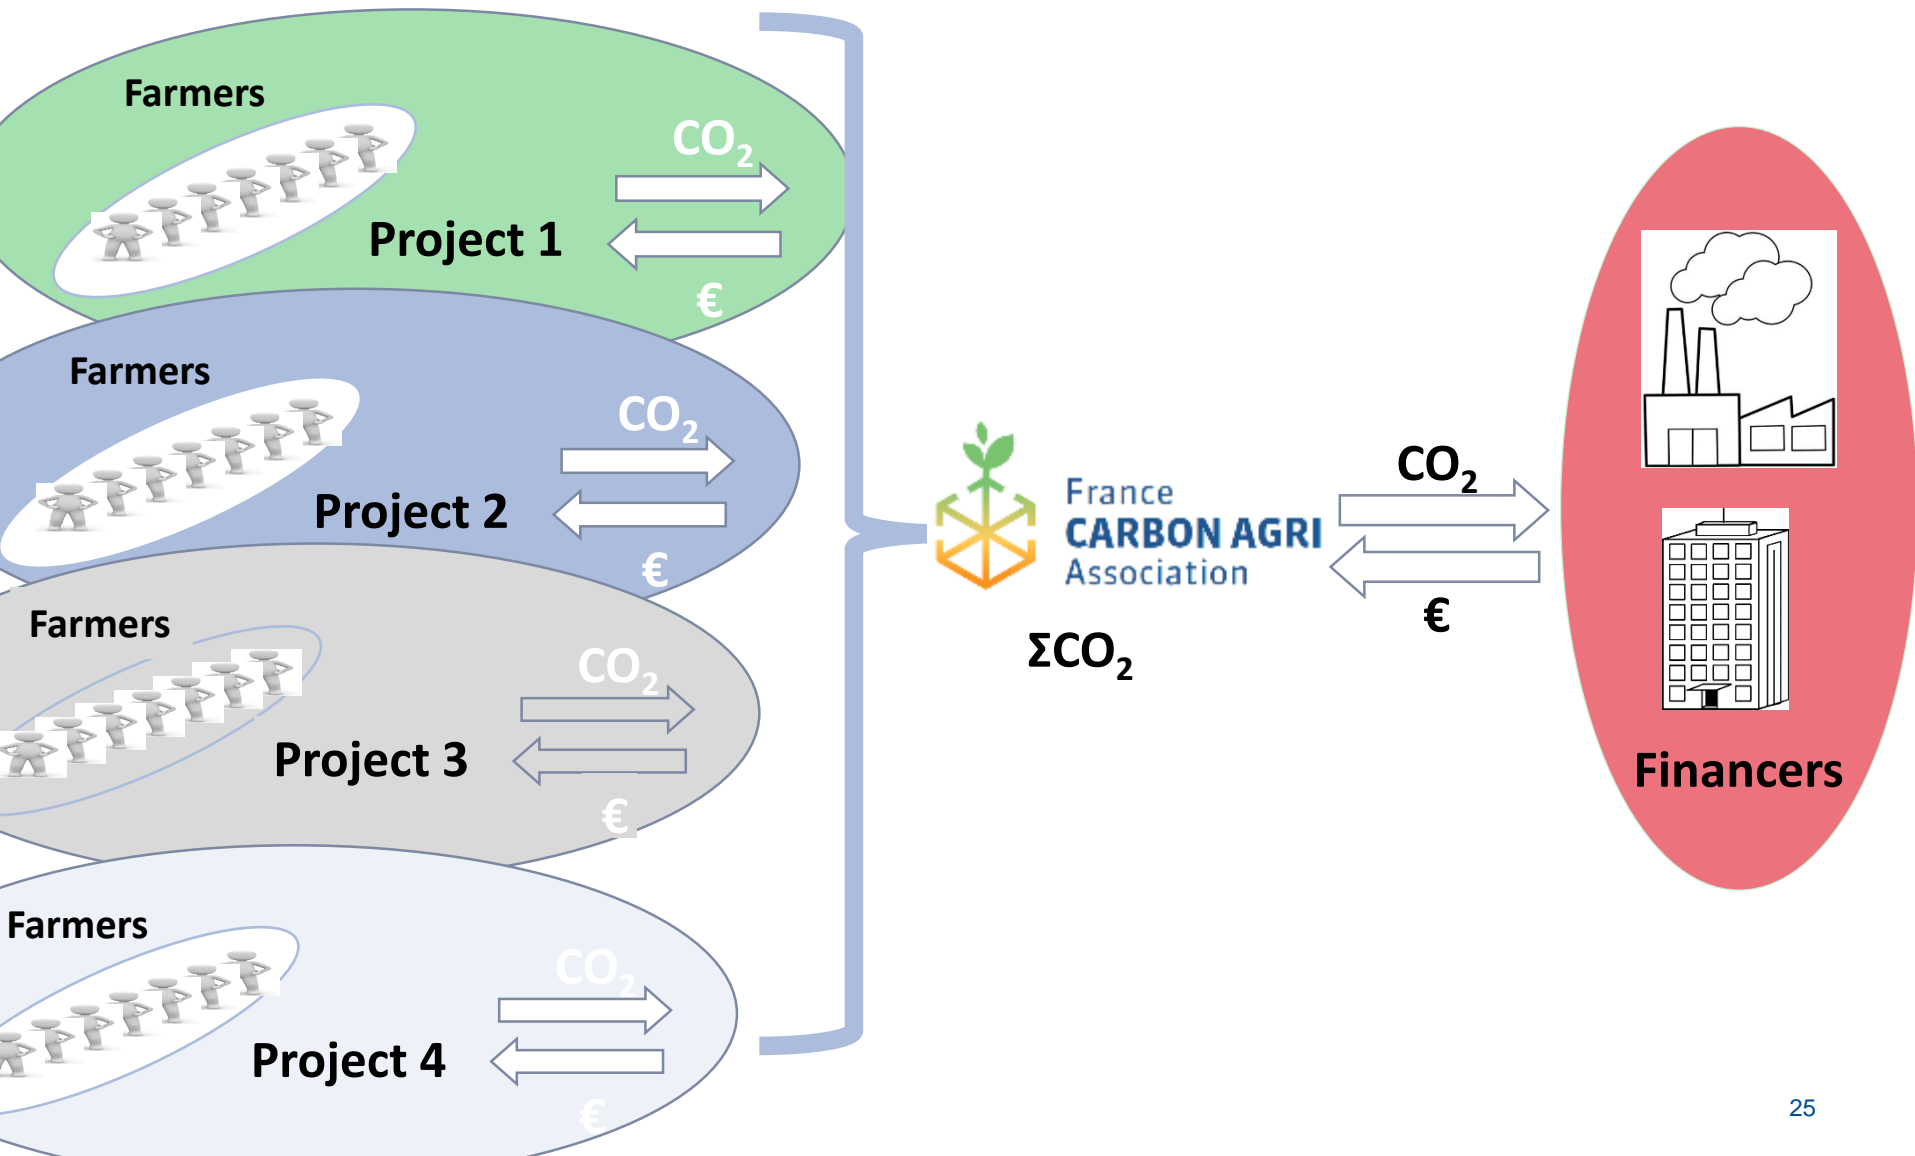 Farmers
CO₂
Project 1
€
Farmers
CO₂
Project 2
€
Farmers
CO₂
Project 3
€
Farmers
CO₂
Project 4
€
France
CARBON AGRI
Association
ΣCO₂
CO₂
€
Financers
25